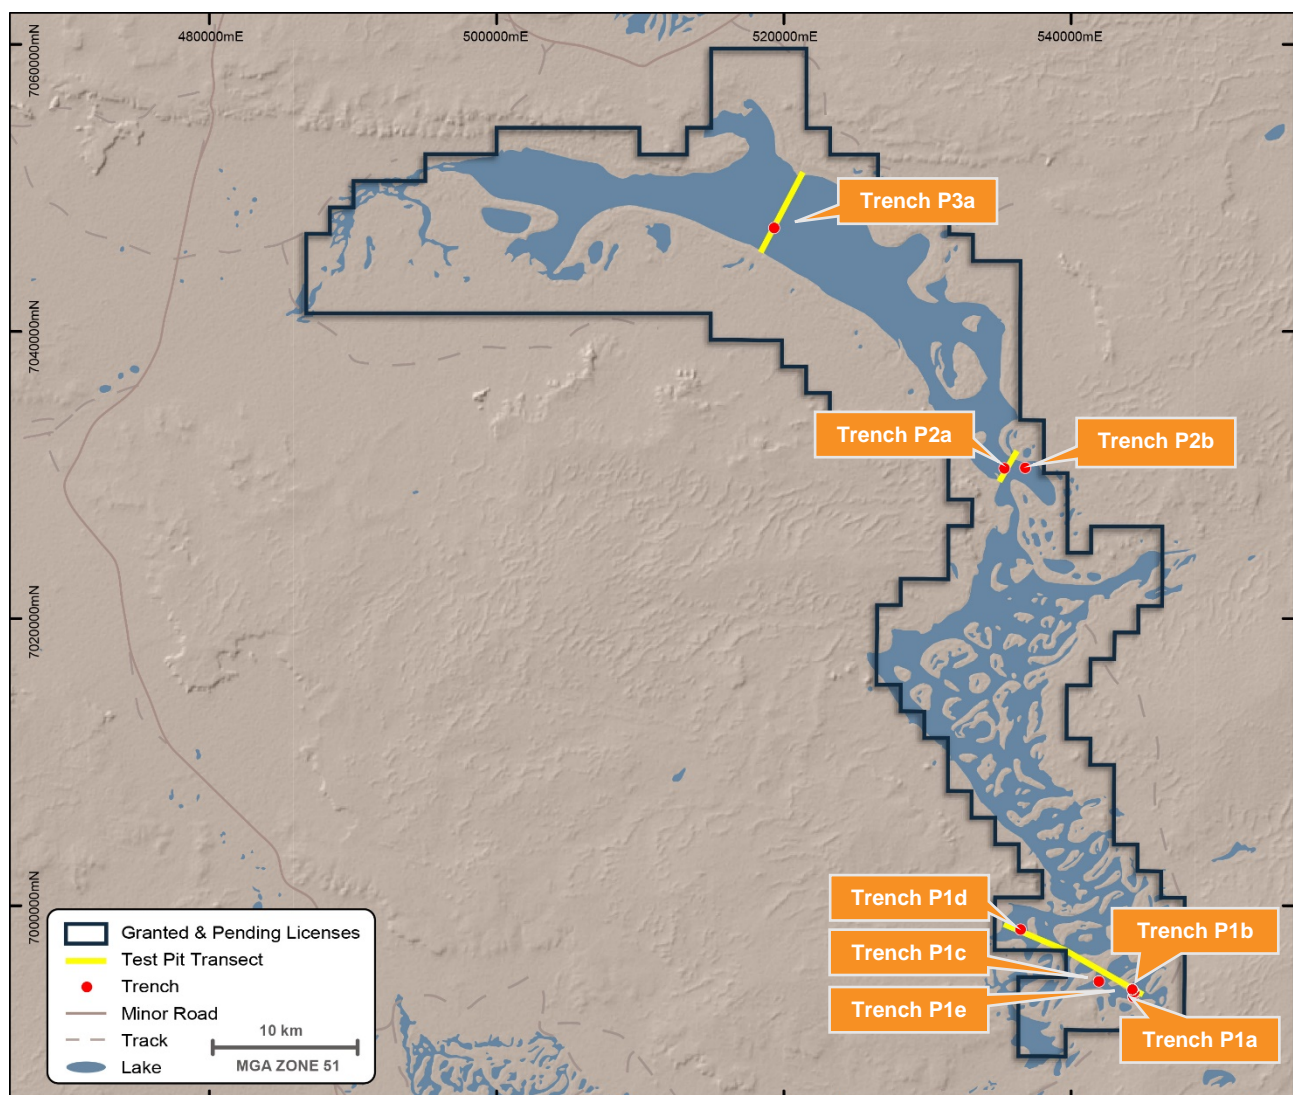 480000mE
500000mE
520000mE
540000mE
7060000mN
7040000mN
7020000mN
7000000mN
Trench P3a
Trench P2a
Trench P2b
Trench P1d
Trench P1b
Trench P1c
Trench P1e
Trench P1a
Granted & Pending Licenses
Test Pit Transect
Trench
Minor Road
Track
Lake
10 km
MGA ZONE 51